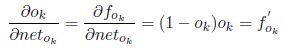 ∂o_k/∂net_{o_k} = ∂f_{o_k}/∂net_{o_k} = (1 − o_k)o_k = f'_{o_k}